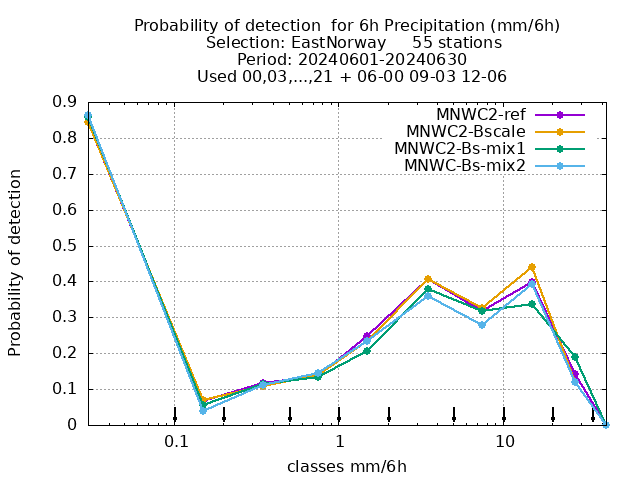 Probability of detection  for 6h Precipitation (mm/6h)
Selection: EastNorway     55 stations
Period: 20240601-20240630
Used 00,03,...,21 + 06-00 09-03 12-06
MNWC2-ref
MNWC2-Bscale
MNWC2-Bs-mix1
MNWC-Bs-mix2
Probability of detection
0.9
0.8
0.7
0.6
0.5
0.4
0.3
0.2
0.1
0
0.1 1 10
classes mm/6h